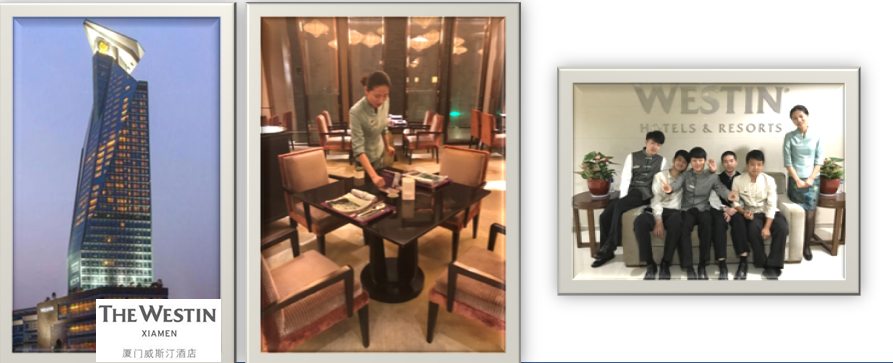 THE WESTIN
XIAMEN
厦门威斯汀酒店
WESTIN
HOTELS & RESORTS